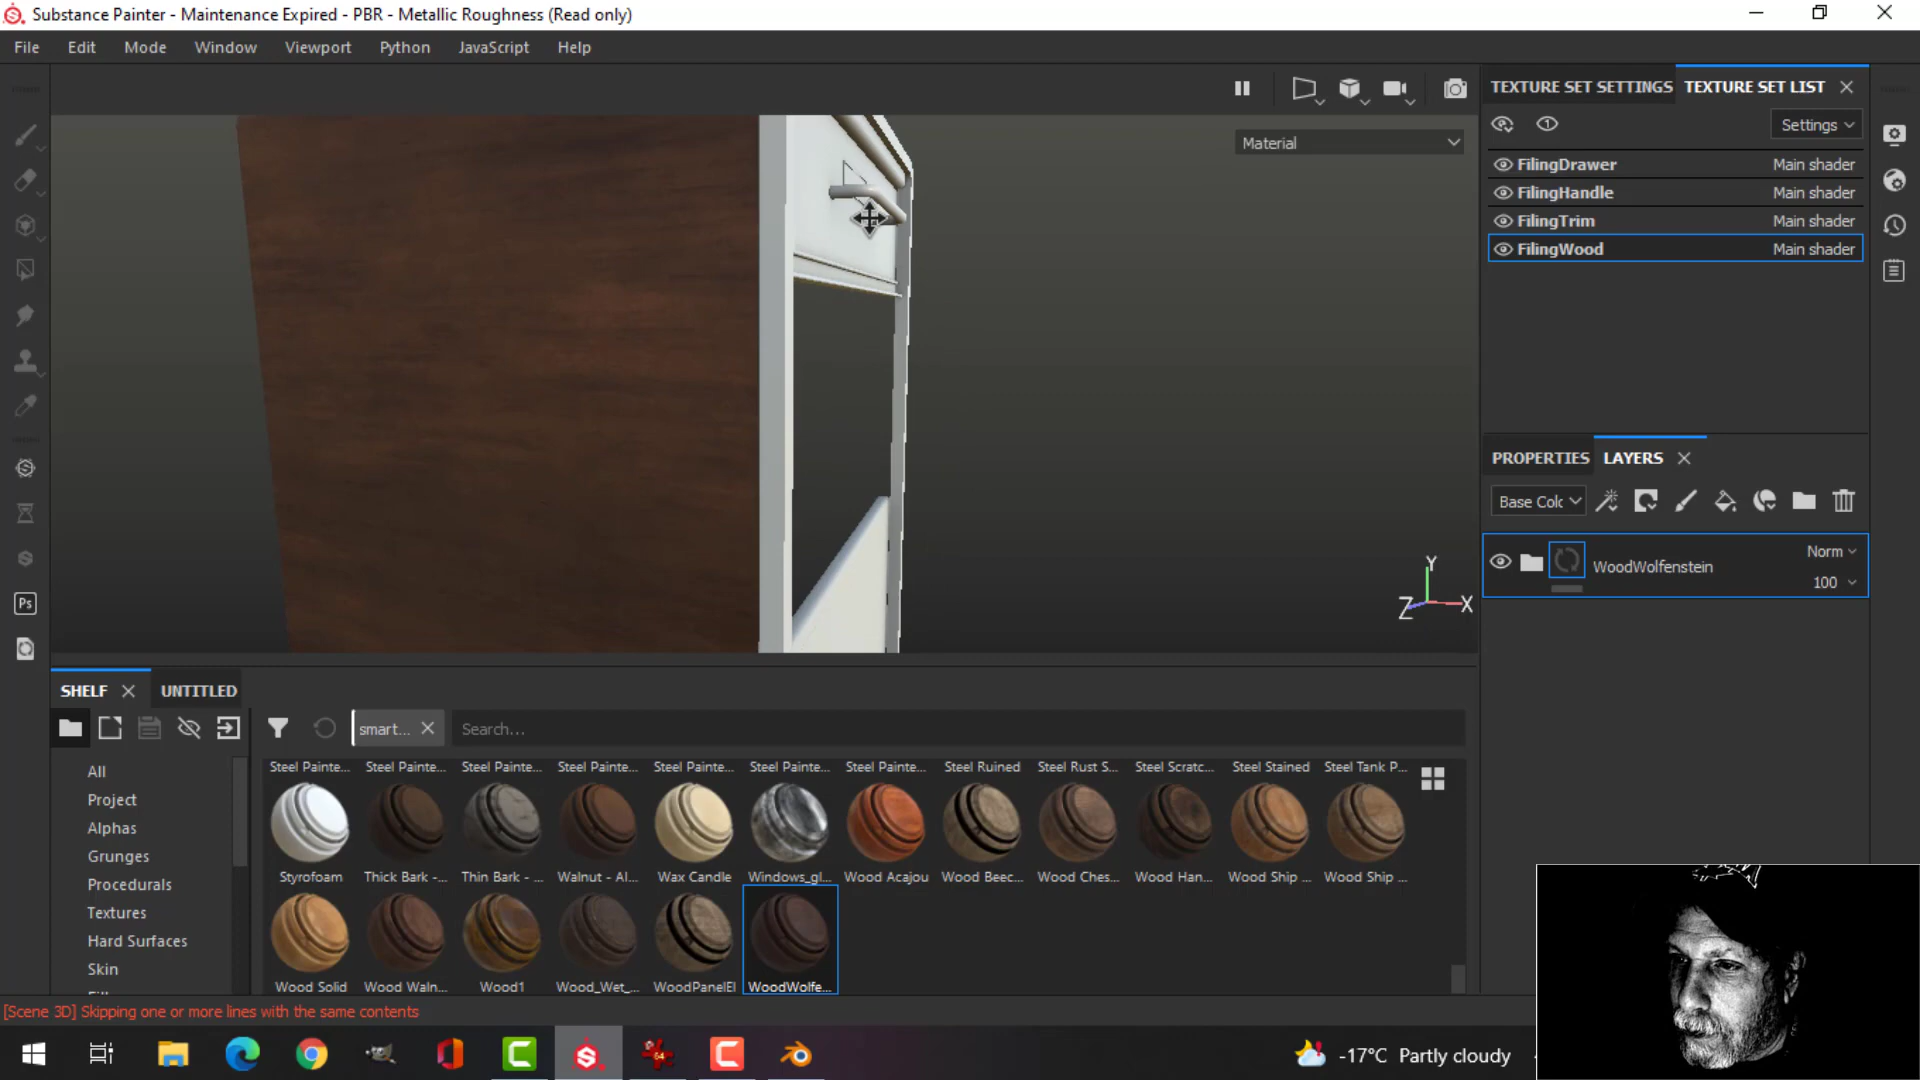 Substance Painter - Maintenance Expired - PBR - Metallic Roughness (Read only)
File Edit Mode Window Viewport Python JavaScript Help
TEXTURE SET SETTINGS TEXTURE SET LIST
Settings
Material
FilingDrawer Main shader
FilingHandle Main shader
FilingTrim Main shader
FilingWood Main shader
PROPERTIES LAYERS
Base Colc
Norm
WoodWolfenstein
100
Y
Z X
Ps
SHELF UNTITLED
smart... Search...
All
Project
Alphas
Grunges
Procedurals
Textures
Hard Surfaces
Skin
Steel Painte... Steel Painte... Steel Painte... Steel Painte... Steel Painte... Steel Painte... Steel Painte... Steel Ruined Steel Rust S... Steel Scratc... Steel Stained Steel Tank P...
Styrofoam Thick Bark -... Thin Bark - ... Walnut - Al... Wax Candle Windows_gl... Wood Acajou Wood Beec... Wood Ches... Wood Han... Wood Ship ... Wood Ship ...
Wood Solid Wood Waln... Wood1 Wood_Wet_... WoodPanelEl WoodWolfe...
[Scene 3D] Skipping one or more lines with the same contents
-17°C Partly cloudy